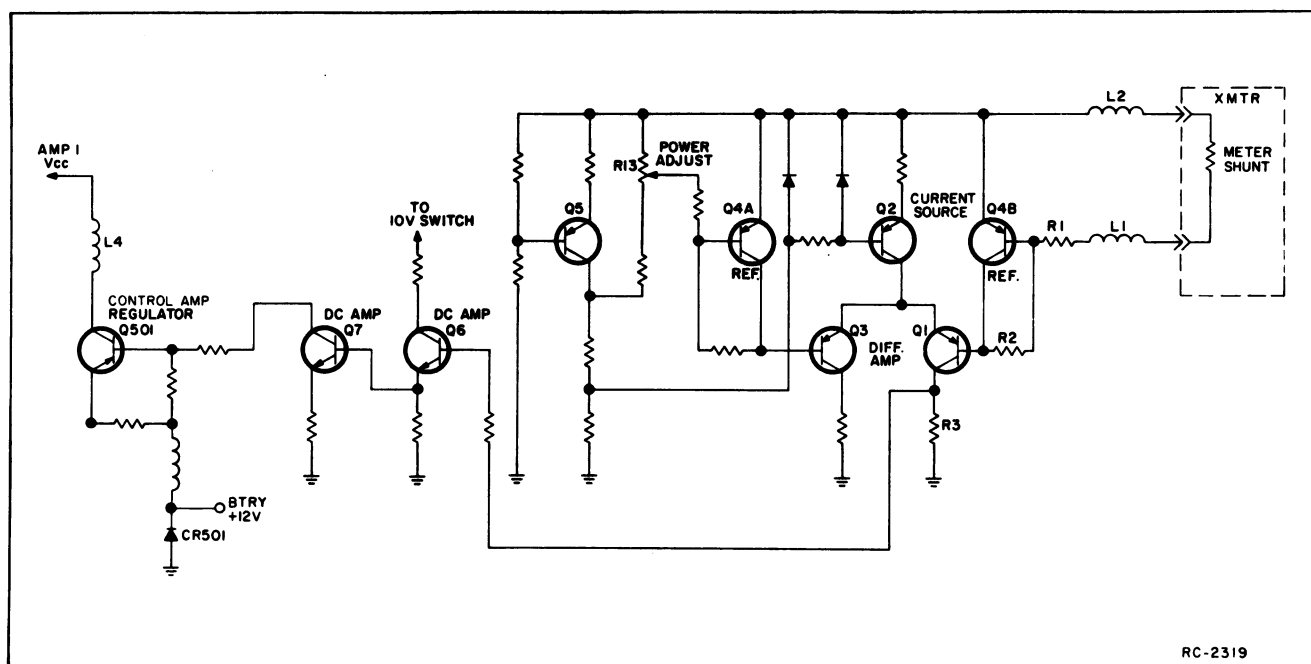 AMP 1
Vcc
L4
CONTROL AMP
REGULATOR
Q501
BTRY
+12V
CR501
DC AMP
Q7
TO
10V SWITCH
DC AMP
Q6
Q5
R13
POWER
ADJUST
Q4A
REF.
Q2
CURRENT
SOURCE
Q4B
REF.
Q3
DIFF.
AMP
Q1
R1
R2
R3
L1
L2
XMTR
METER
SHUNT
RC-2319